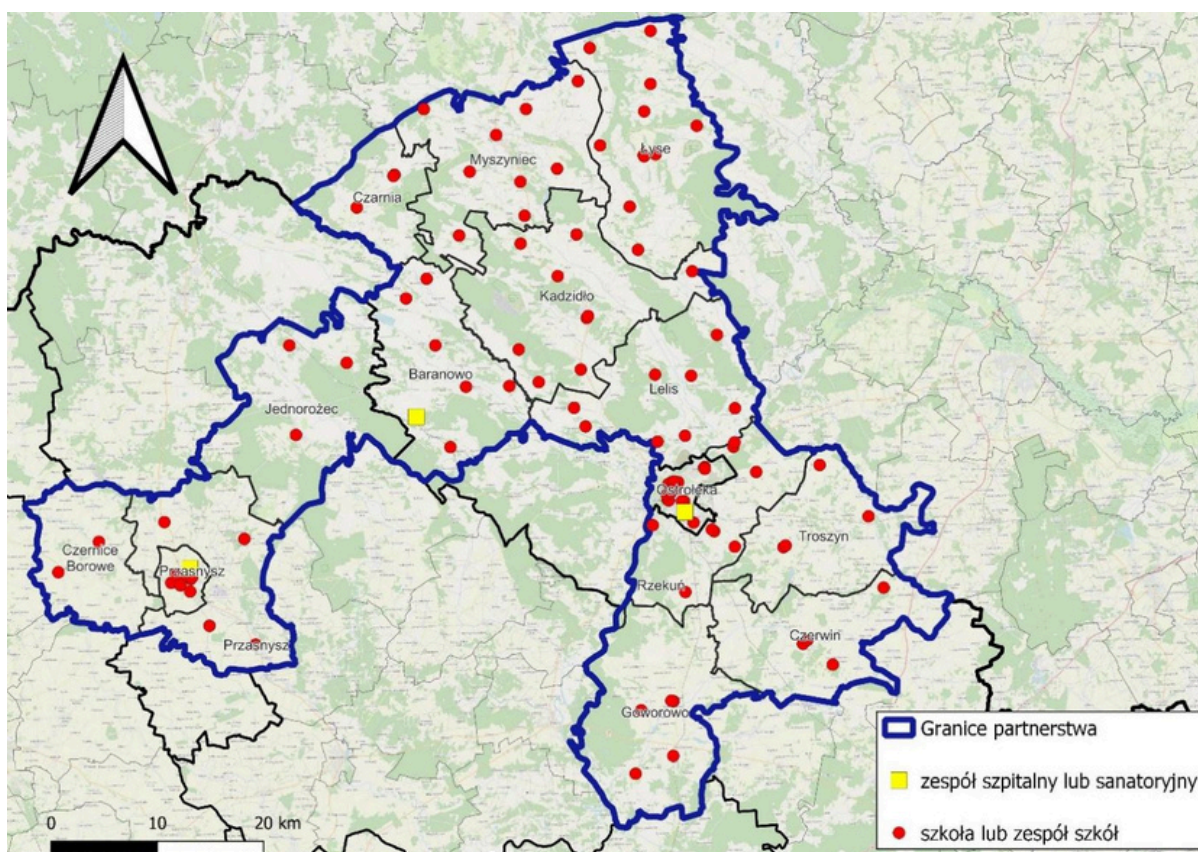 Łyse
Myszyniec
Czarnia
Kadzidło
Baranowo
Lelis
Jednorożec
Ostrołęka
Troszyn
Czernice
Borowe
Przasnysz
Rzekuń
Czerwin
Przasnysz
Goworowo
Granice partnerstwa
zespół szpitalny lub sanatoryjny
szkoła lub zespół szkół
0 10 20 km